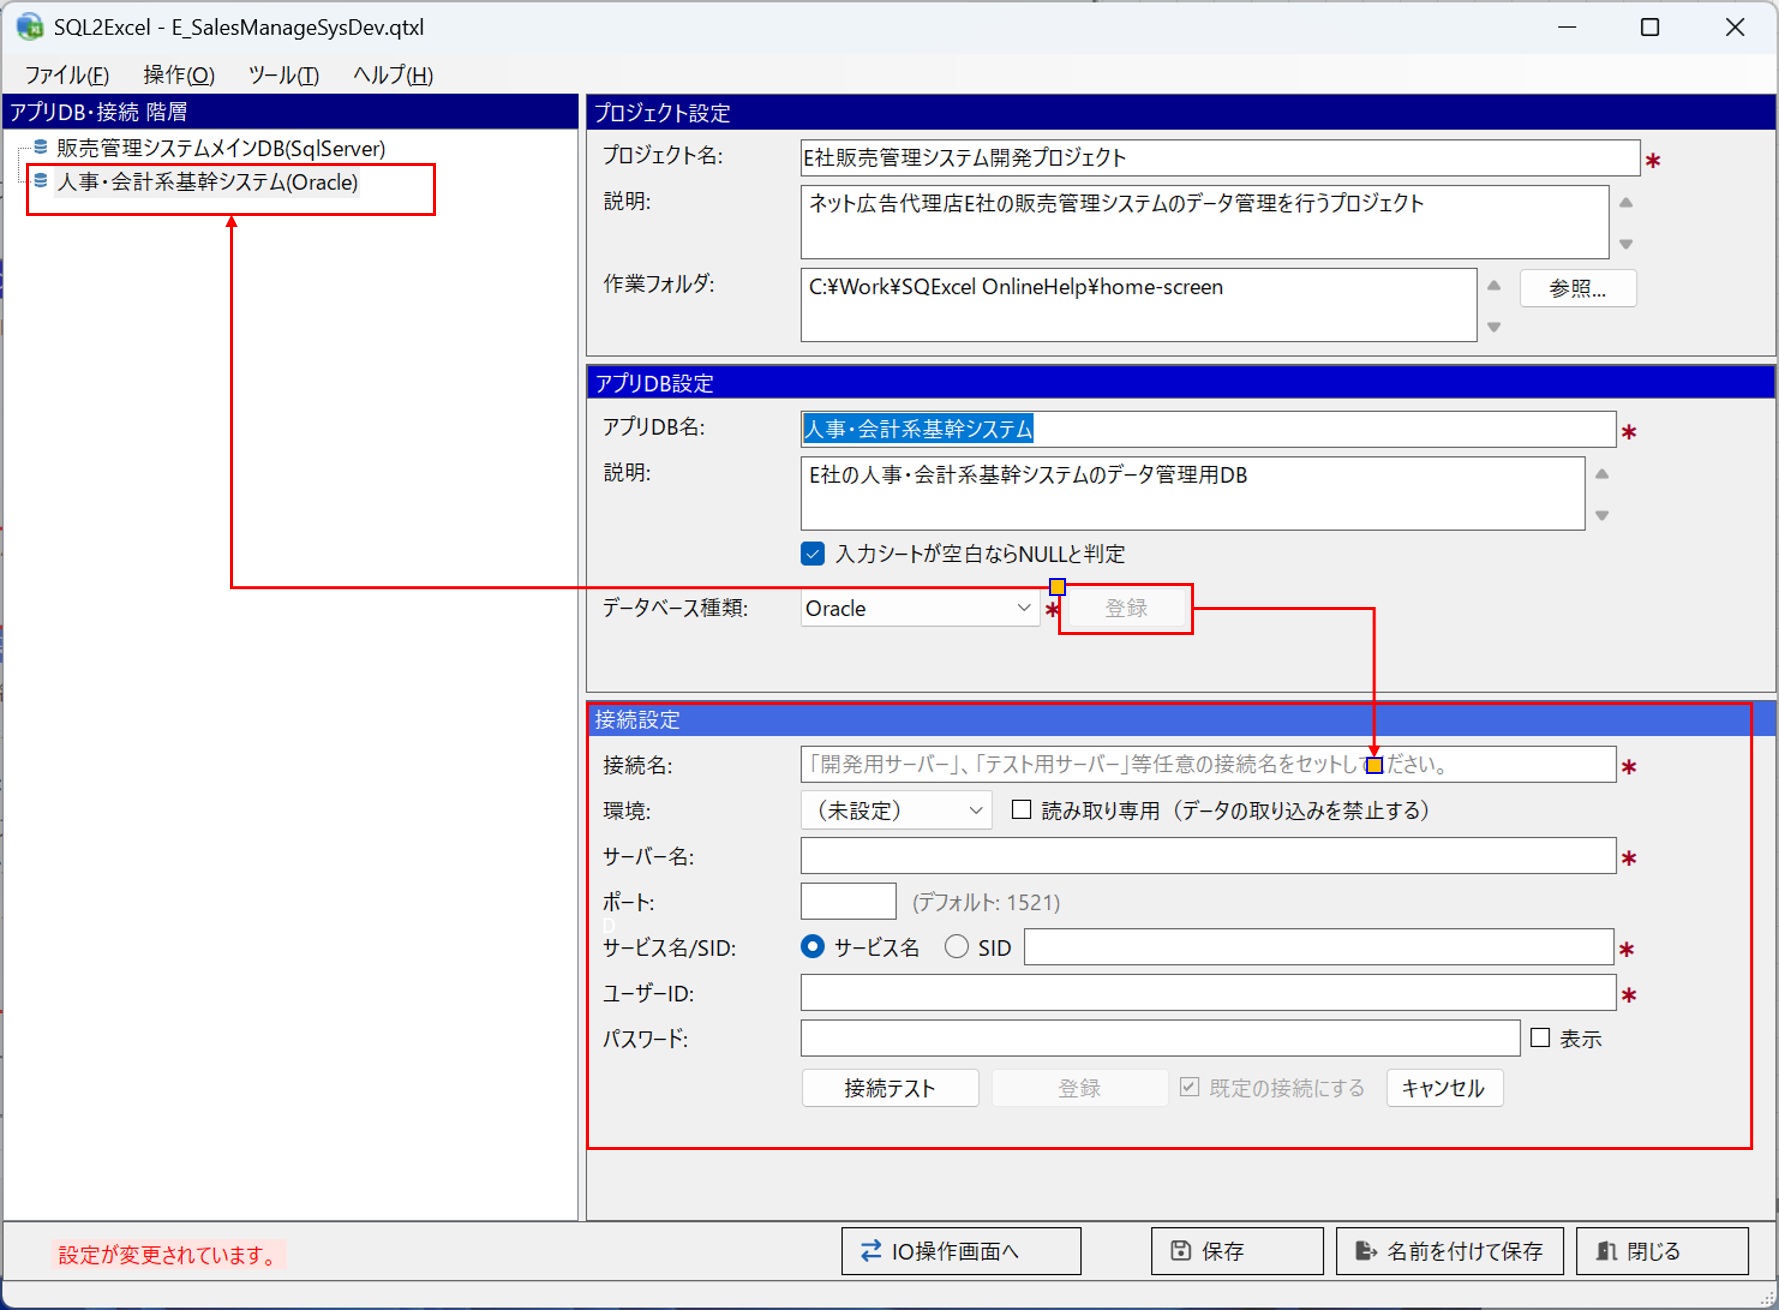 SQL2Excel - E_SalesManageSysDev.qtxl
ファイル(F) 操作(O) ツール(T) ヘルプ(H)
アプリDB・接続 階層
販売管理システムメインDB(SqlServer)
人事・会計系基幹システム(Oracle)
プロジェクト設定
プロジェクト名: E社販売管理システム開発プロジェクト *
説明: ネット広告代理店E社の販売管理システムのデータ管理を行うプロジェクト
作業フォルダ: C:¥Work¥SQExcel OnlineHelp¥home-screen 参照...
アプリDB設定
アプリDB名: 人事・会計系基幹システム *
説明: E社の人事・会計系基幹システムのデータ管理用DB
入力シートが空白ならNULLと判定
データベース種類: Oracle * 登録
接続設定
接続名: 「開発用サーバー」、「テスト用サーバー」等任意の接続名をセットしてください。 *
環境: （未設定） 読み取り専用（データの取り込みを禁止する）
サーバー名: *
ポート: (デフォルト: 1521)
D
サービス名/SID: サービス名 SID *
ユーザーID: *
パスワード: 表示
接続テスト 登録 既定の接続にする キャンセル
設定が変更されています。 IO操作画面へ 保存 名前を付けて保存 閉じる